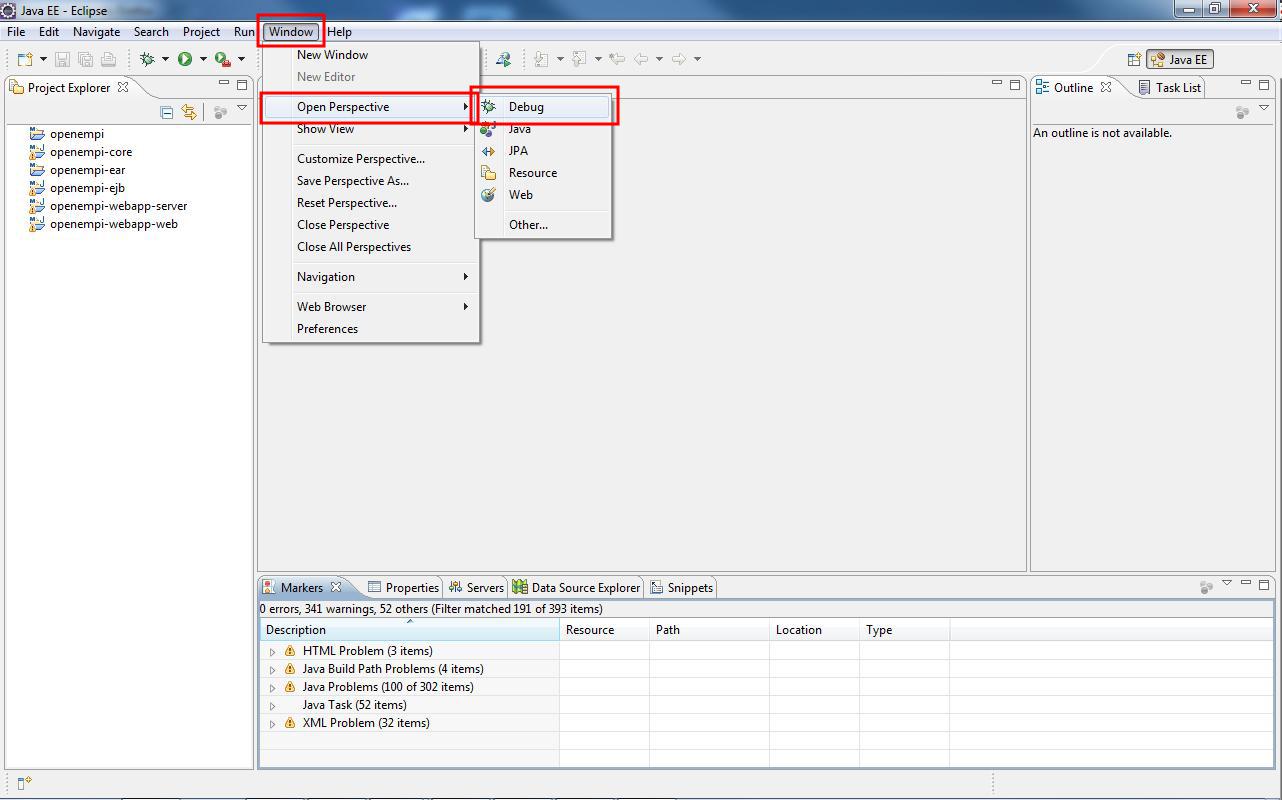 Java EE - Eclipse
File Edit Navigate Search Project Run Window Help
Java EE
Project Explorer
openempi
openempi-core
openempi-ear
openempi-ejb
openempi-webapp-server
openempi-webapp-web
New Window
New Editor
Open Perspective
Show View
Customize Perspective...
Save Perspective As...
Reset Perspective...
Close Perspective
Close All Perspectives
Navigation
Web Browser
Preferences
Debug
Java
JPA
Resource
Web
Other...
Outline Task List
An outline is not available.
Markers Properties Servers Data Source Explorer Snippets
0 errors, 341 warnings, 52 others (Filter matched 191 of 393 items)
Description Resource Path Location Type
HTML Problem (3 items)
Java Build Path Problems (4 items)
Java Problems (100 of 302 items)
Java Task (52 items)
XML Problem (32 items)